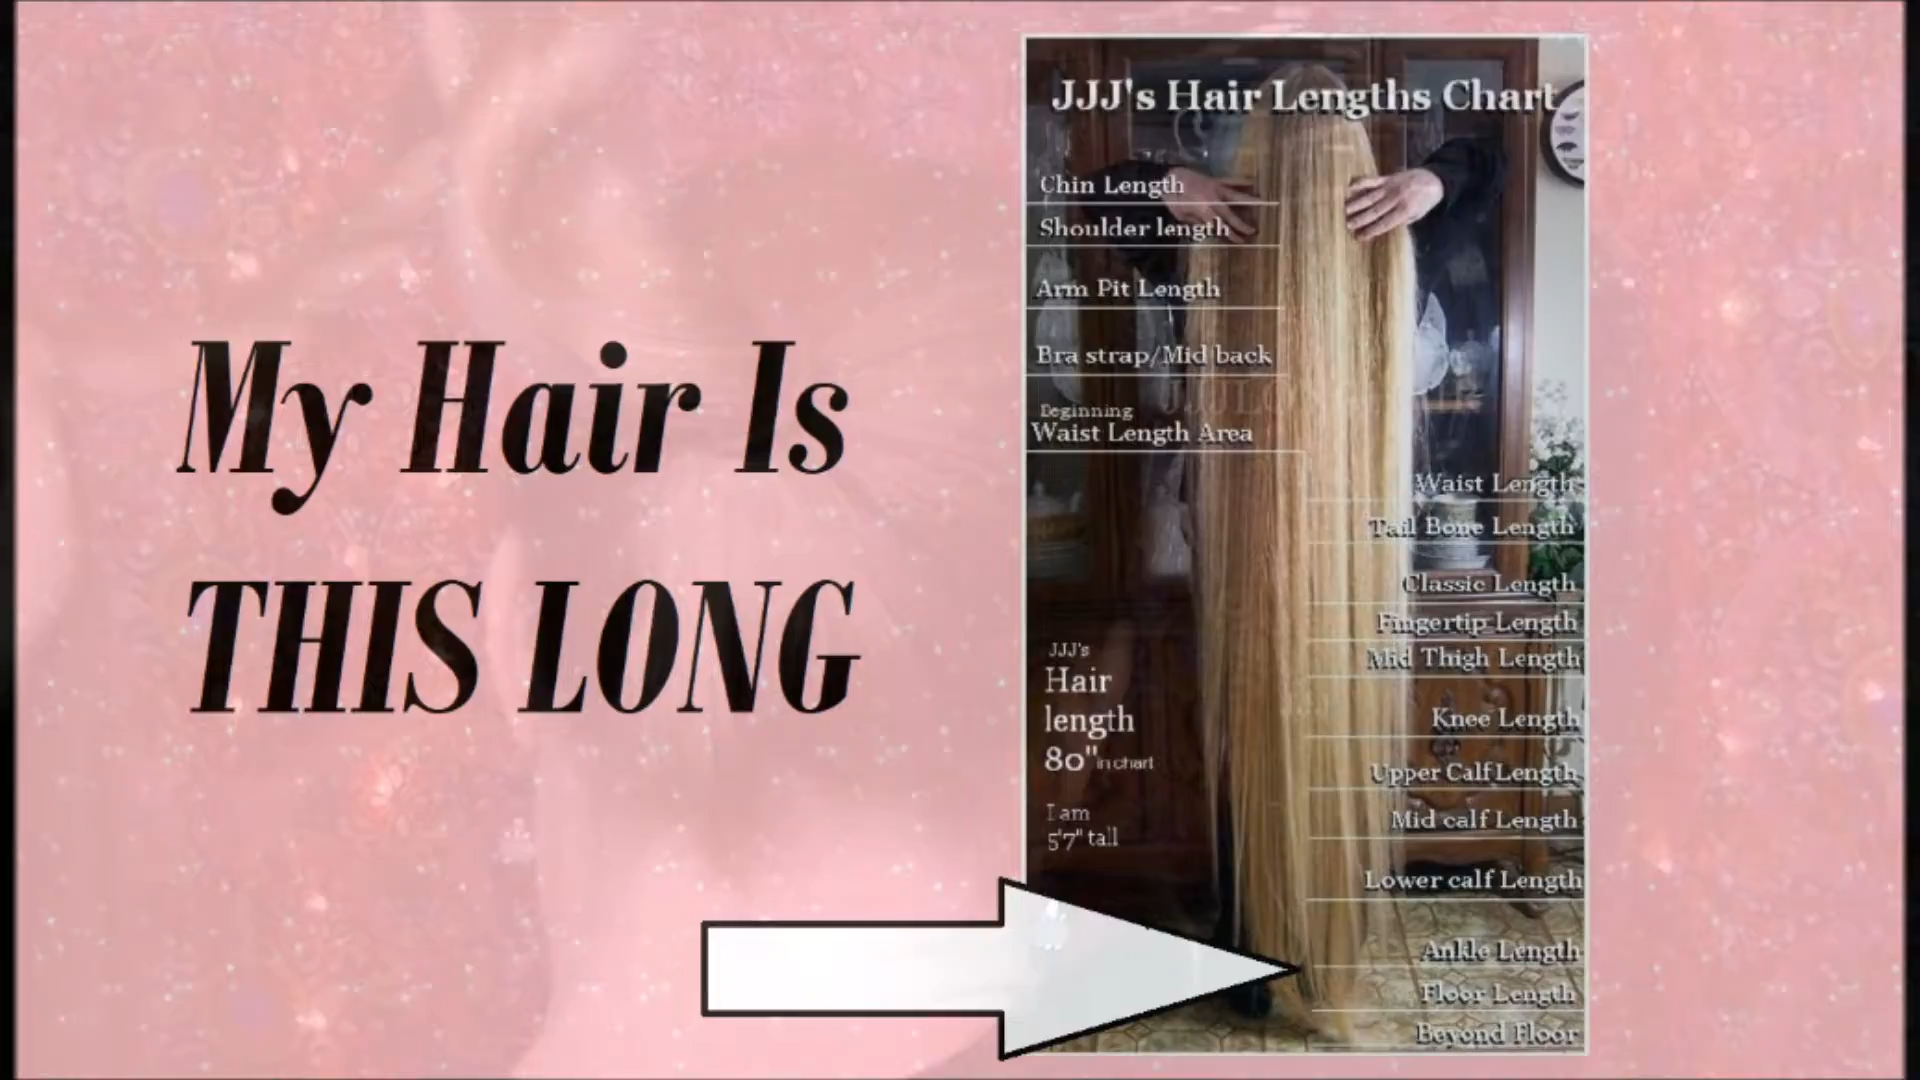 My Hair Is
THIS LONG
JJJ's Hair Lengths Chart
Chin Length
Shoulder length
Arm Pit Length
Bra strap/Mid back
Beginning
Waist Length Area
Waist Length
Tail Bone Length
Classic Length
Fingertip Length
Mid Thigh Length
Knee Length
Upper Calf Length
Mid calf Length
Lower calf Length
Ankle Length
Floor Length
Beyond Floor
JJJ's
Hair
length
80" in chart
I am
5'7" tall